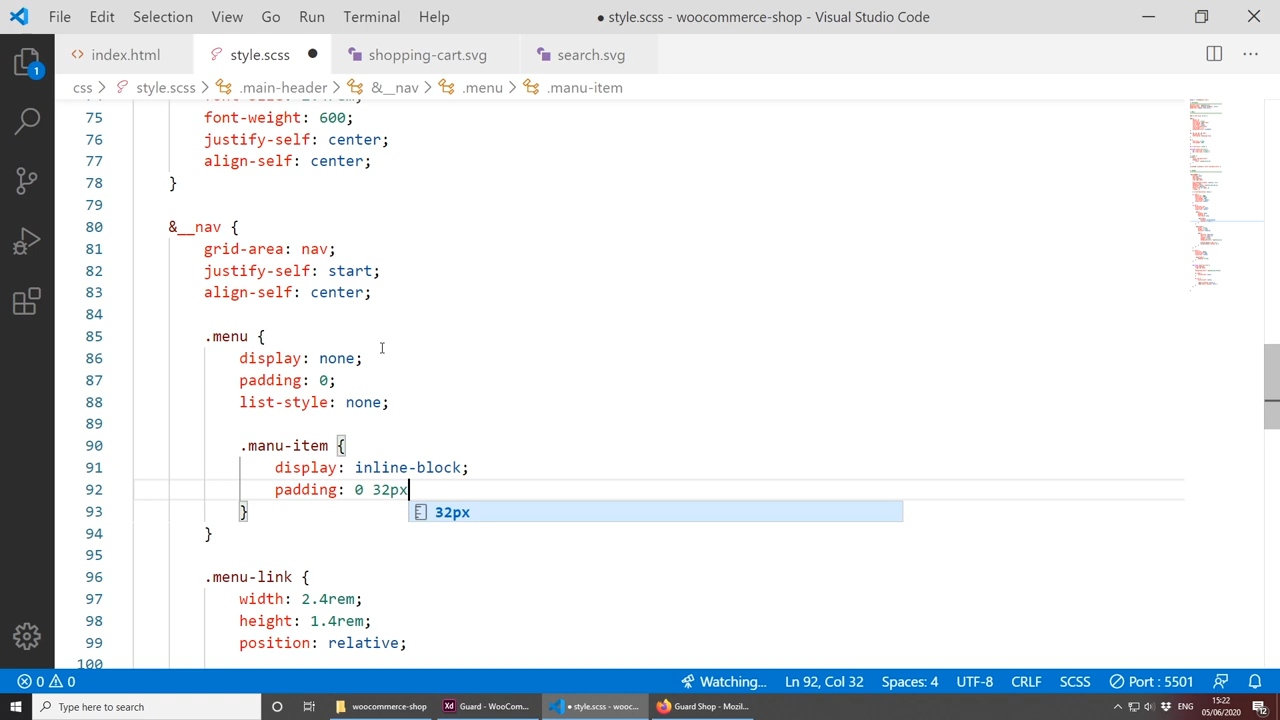 File Edit Selection View Go Run Terminal Help ● style.scss - woocommerce-shop - Visual Studio Code
<> index.html style.scss ● shopping-cart.svg search.svg
css > style.scss > .main-header > &__nav > .menu > .manu-item
1
75 font-weight: 600;
76 justify-self: center;
77 align-self: center;
78 }
79
80 &__nav {
81 grid-area: nav;
82 justify-self: start;
83 align-self: center;
84
85 .menu {
86 display: none;
87 padding: 0;
88 list-style: none;
89
90 .manu-item {
91 display: inline-block;
92 padding: 0 32px
93 }
32px
94 }
95
96 .menu-link {
97 width: 2.4rem;
98 height: 1.4rem;
99 position: relative;
100
0 0 Watching... Ln 92, Col 32 Spaces: 4 UTF-8 CRLF SCSS Port : 5501
Type here to search woocommerce-shop Guard - WooCom... ● style.scss - wooc... Guard Shop - Mozil... ENG 15:22
05/06/2020 12